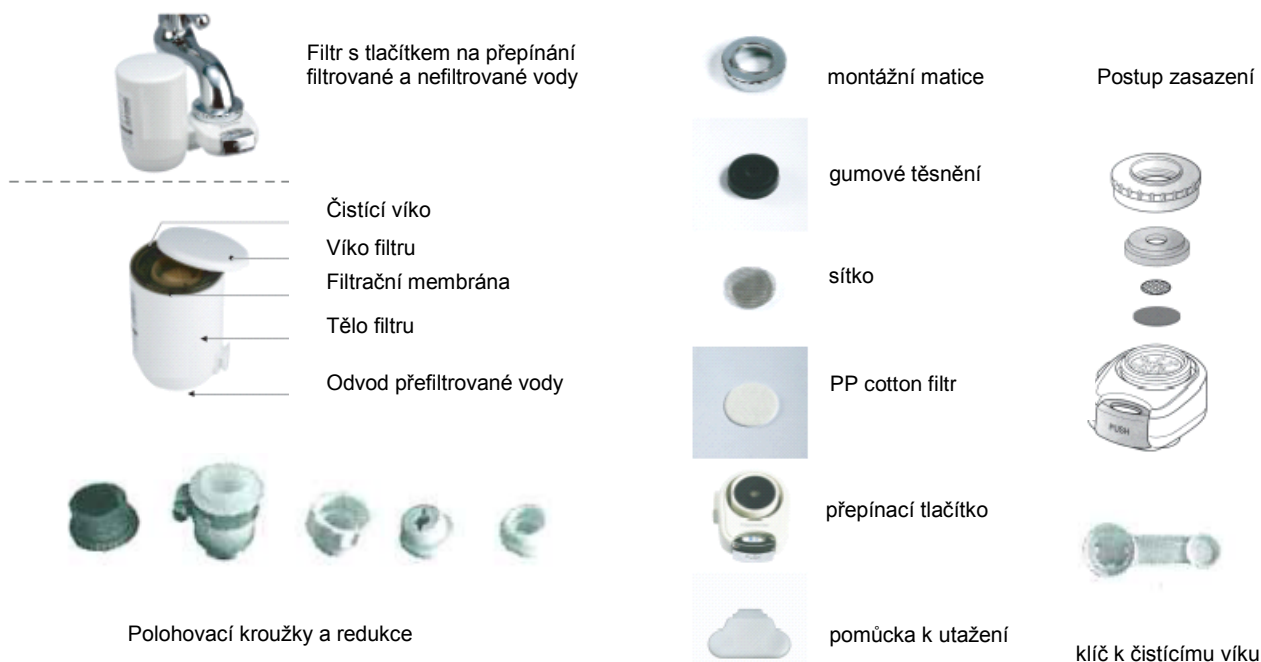 Filtr s tlačítkem na přepínání
filtrované a nefiltrované vody
Čistící víko
Víko filtru
Filtrační membrána
Tělo filtru
Odvod přefiltrované vody
Polohovací kroužky a redukce
montážní matice
gumové těsnění
sítko
PP cotton filtr
přepínací tlačítko
pomůcka k utažení
Postup zasazení
PUSH
klíč k čistícímu víku